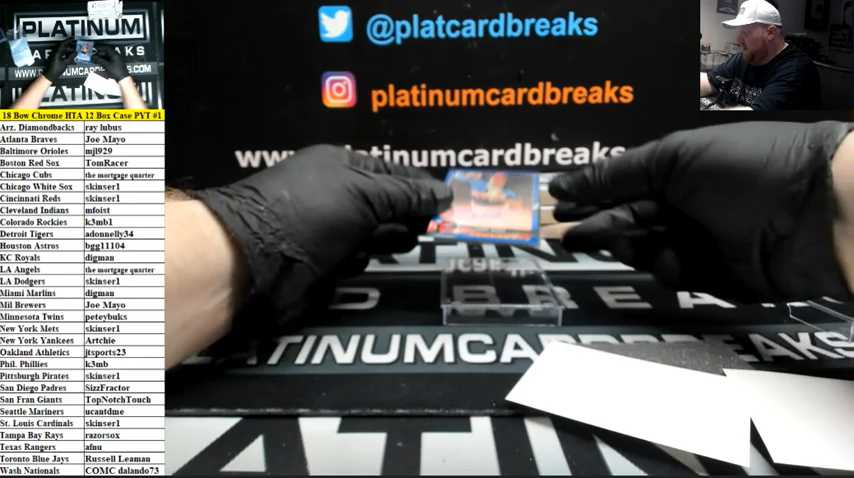 PLATINUM
@platcardbreaks
platinumcardbreaks
www.platinumcardbreaks
18 Bow Chrome HTA 12 Box Case PYT #1
Arz. Diamondbacks ray lubus
Atlanta Braves Joe Mayo
Baltimore Orioles mjl929
Boston Red Sox TomRacer
Chicago Cubs the mortgage quarter
Chicago White Sox skinser1
Cincinnati Reds skinser1
Cleveland Indians mfoist
Colorado Rockies k3mb1
Detroit Tigers adonnelly34
Houston Astros bgg11104
KC Royals digman
LA Angels the mortgage quarter
LA Dodgers skinser1
Miami Marlins digman
Mil Brewers Joe Mayo
Minnesota Twins peteybuks
New York Mets skinser1
New York Yankees Artchie
Oakland Athletics jtsports23
Phil. Phillies k3mb
Pittsburgh Pirates skinser1
San Diego Padres SizzFractor
San Fran Giants TopNotchTouch
Seattle Mariners ucantdme
St. Louis Cardinals skinser1
Tampa Bay Rays razorsox
Texas Rangers afnu
Toronto Blue Jays Russell Leaman
Wash Nationals COMC dalando73
D BREA
PLATINUMCARDBREAKS